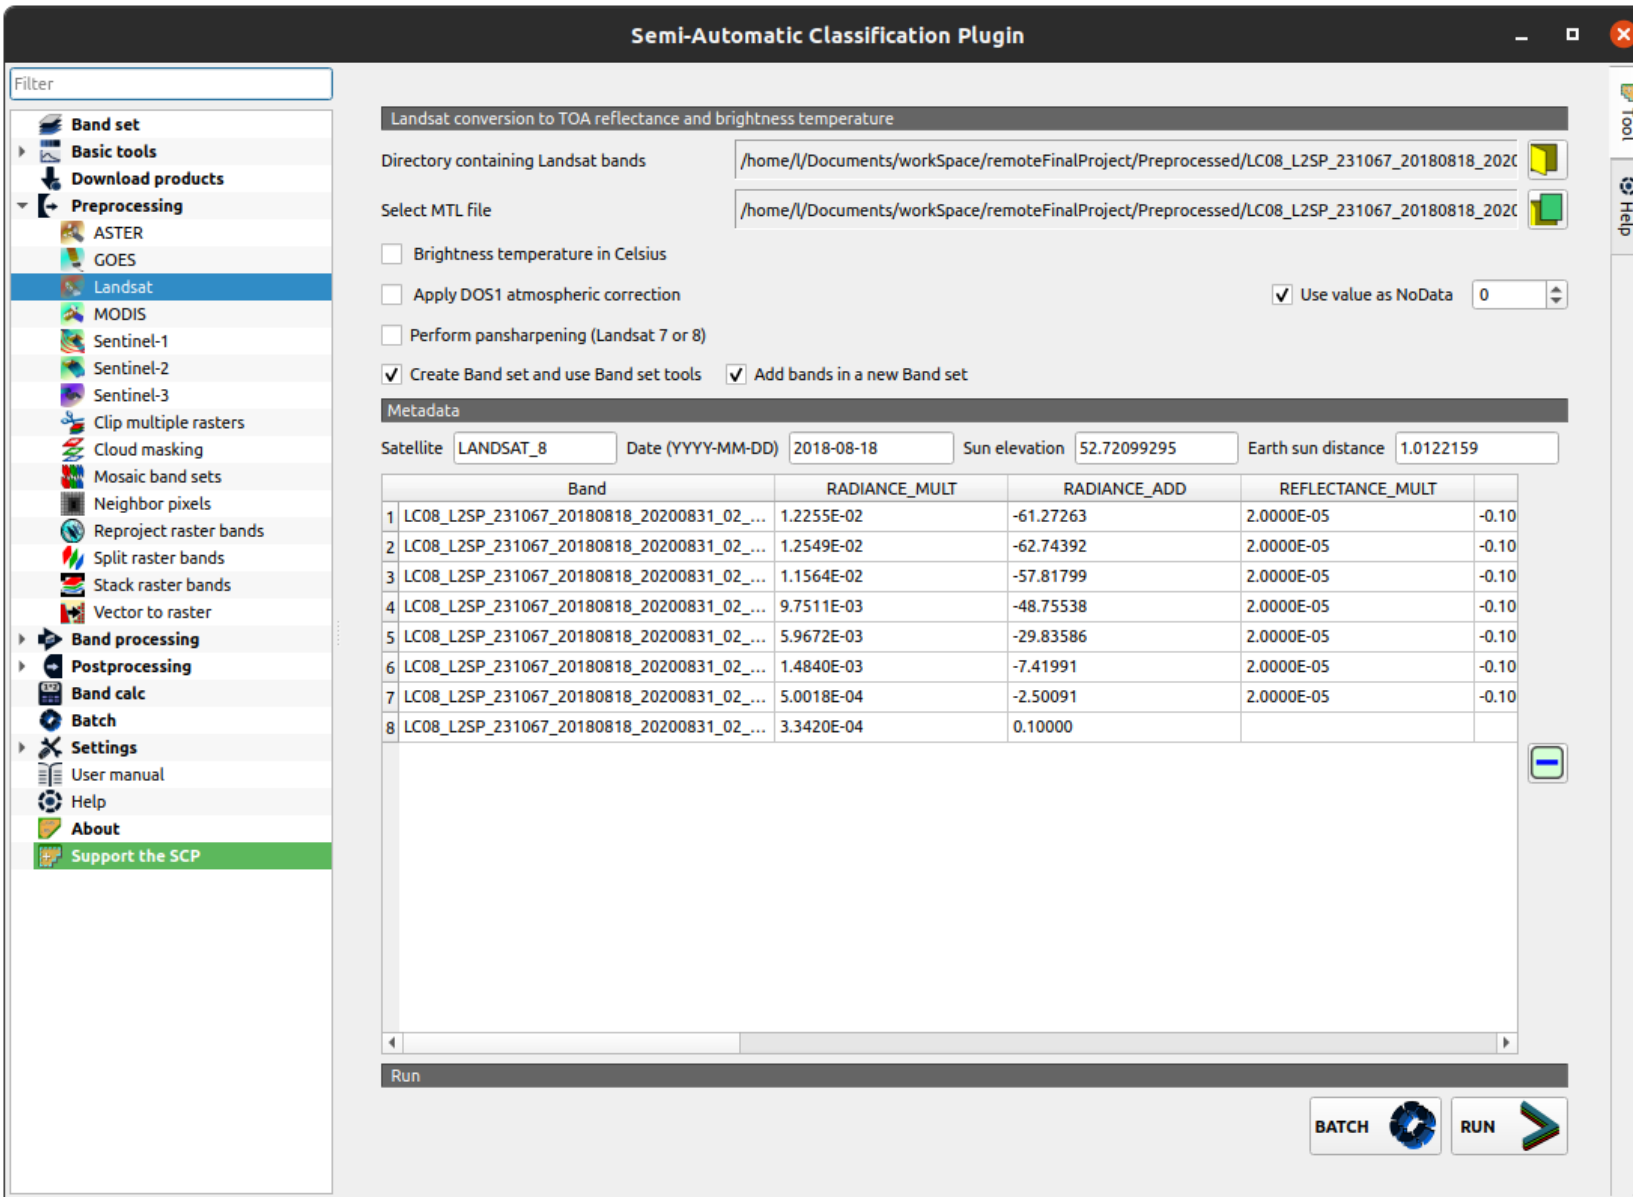 Semi-Automatic Classification Plugin
Filter
Band set
Basic tools
Download products
Preprocessing
ASTER
GOES
Landsat
MODIS
Sentinel-1
Sentinel-2
Sentinel-3
Clip multiple rasters
Cloud masking
Mosaic band sets
Neighbor pixels
Reproject raster bands
Split raster bands
Stack raster bands
Vector to raster
Band processing
Postprocessing
Band calc
Batch
Settings
User manual
Help
About
Support the SCP
Landsat conversion to TOA reflectance and brightness temperature
Directory containing Landsat bands /home/l/Documents/workSpace/remoteFinalProject/Preprocessed/LC08_L2SP_231067_20180818_2020
Select MTL file /home/l/Documents/workSpace/remoteFinalProject/Preprocessed/LC08_L2SP_231067_20180818_2020
Brightness temperature in Celsius
Apply DOS1 atmospheric correction Use value as NoData 0
Perform pansharpening (Landsat 7 or 8)
Create Band set and use Band set tools Add bands in a new Band set
Metadata
Satellite LANDSAT_8 Date (YYYY-MM-DD) 2018-08-18 Sun elevation 52.72099295 Earth sun distance 1.0122159
Band RADIANCE_MULT RADIANCE_ADD REFLECTANCE_MULT
1 LC08_L2SP_231067_20180818_20200831_02_... 1.2255E-02 -61.27263 2.0000E-05 -0.10
2 LC08_L2SP_231067_20180818_20200831_02_... 1.2549E-02 -62.74392 2.0000E-05 -0.10
3 LC08_L2SP_231067_20180818_20200831_02_... 1.1564E-02 -57.81799 2.0000E-05 -0.10
4 LC08_L2SP_231067_20180818_20200831_02_... 9.7511E-03 -48.75538 2.0000E-05 -0.10
5 LC08_L2SP_231067_20180818_20200831_02_... 5.9672E-03 -29.83586 2.0000E-05 -0.10
6 LC08_L2SP_231067_20180818_20200831_02_... 1.4840E-03 -7.41991 2.0000E-05 -0.10
7 LC08_L2SP_231067_20180818_20200831_02_... 5.0018E-04 -2.50091 2.0000E-05 -0.10
8 LC08_L2SP_231067_20180818_20200831_02_... 3.3420E-04 0.10000
Run
BATCH RUN
Tool
Help